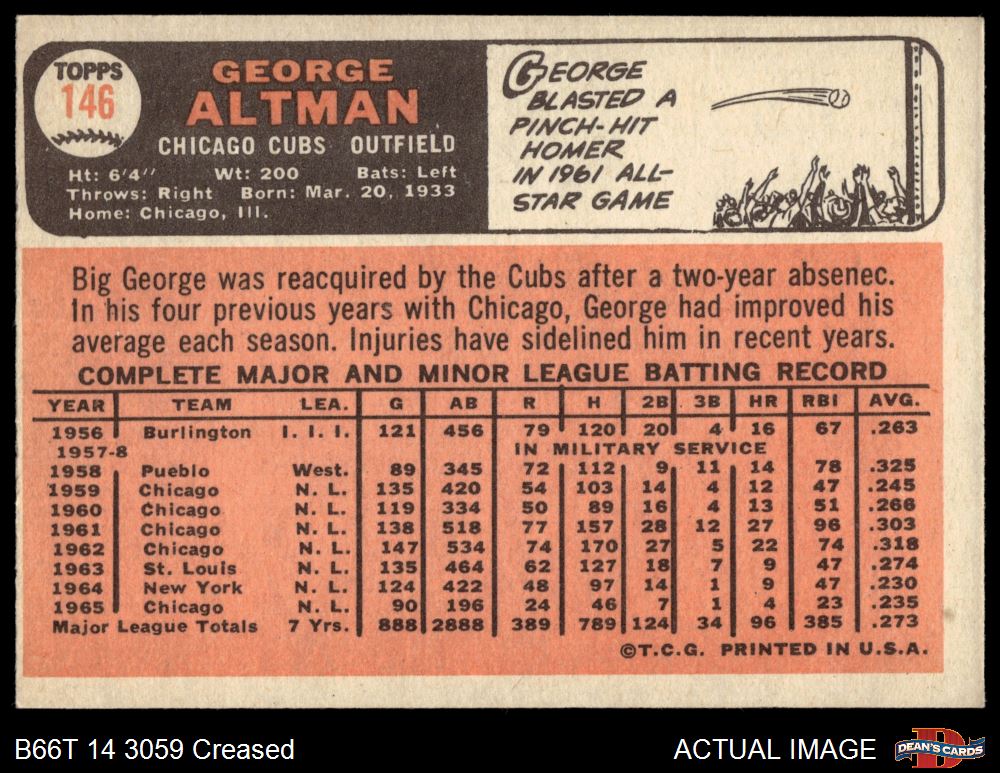 TOPPS
146
GEORGE
ALTMAN
CHICAGO CUBS OUTFIELD
Ht: 6'4" Wt: 200 Bats: Left
Throws: Right Born: Mar. 20, 1933
Home: Chicago, Ill.
GEORGE
BLASTED A
PINCH-HIT
HOMER
IN 1961 ALL-
STAR GAME
Big George was reacquired by the Cubs after a two-year absenec.
In his four previous years with Chicago, George had improved his
average each season. Injuries have sidelined him in recent years.
COMPLETE MAJOR AND MINOR LEAGUE BATTING RECORD
YEAR TEAM LEA. G AB R H 2B 3B HR RBI AVG.
1956 Burlington I. I. I. 121 456 79 120 20 4 16 67 .263
1957-8 IN MILITARY SERVICE
1958 Pueblo West. 89 345 72 112 9 11 14 78 .325
1959 Chicago N. L. 135 420 54 103 14 4 12 47 .245
1960 Chicago N. L. 119 334 50 89 16 4 13 51 .266
1961 Chicago N. L. 138 518 77 157 28 12 27 96 .303
1962 Chicago N. L. 147 534 74 170 27 5 22 74 .318
1963 St. Louis N. L. 135 464 62 127 18 7 9 47 .274
1964 New York N. L. 124 422 48 97 14 1 9 47 .230
1965 Chicago N. L. 90 196 24 46 7 1 4 23 .235
Major League Totals 7 Yrs. 888 2888 389 789 124 34 96 385 .273
©T.C.G. PRINTED IN U.S.A.
B66T 14 3059 Creased
ACTUAL IMAGE
D
DEAN'S CARDS